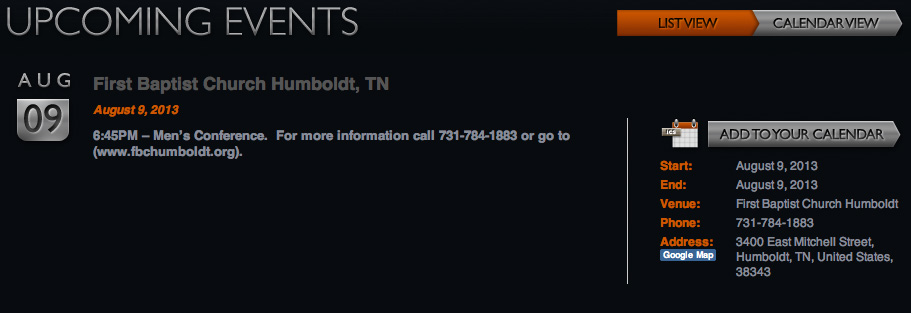 UPCOMING EVENTS
LIST VIEW
CALENDAR VIEW
AUG
09
First Baptist Church Humboldt, TN
August 9, 2013
6:45PM – Men's Conference.  For more information call 731-784-1883 or go to
(www.fbchumboldt.org).
ics
ADD TO YOUR CALENDAR
Start: August 9, 2013
End: August 9, 2013
Venue: First Baptist Church Humboldt
Phone: 731-784-1883
Address: 3400 East Mitchell Street,
Google Map Humboldt, TN, United States,
38343